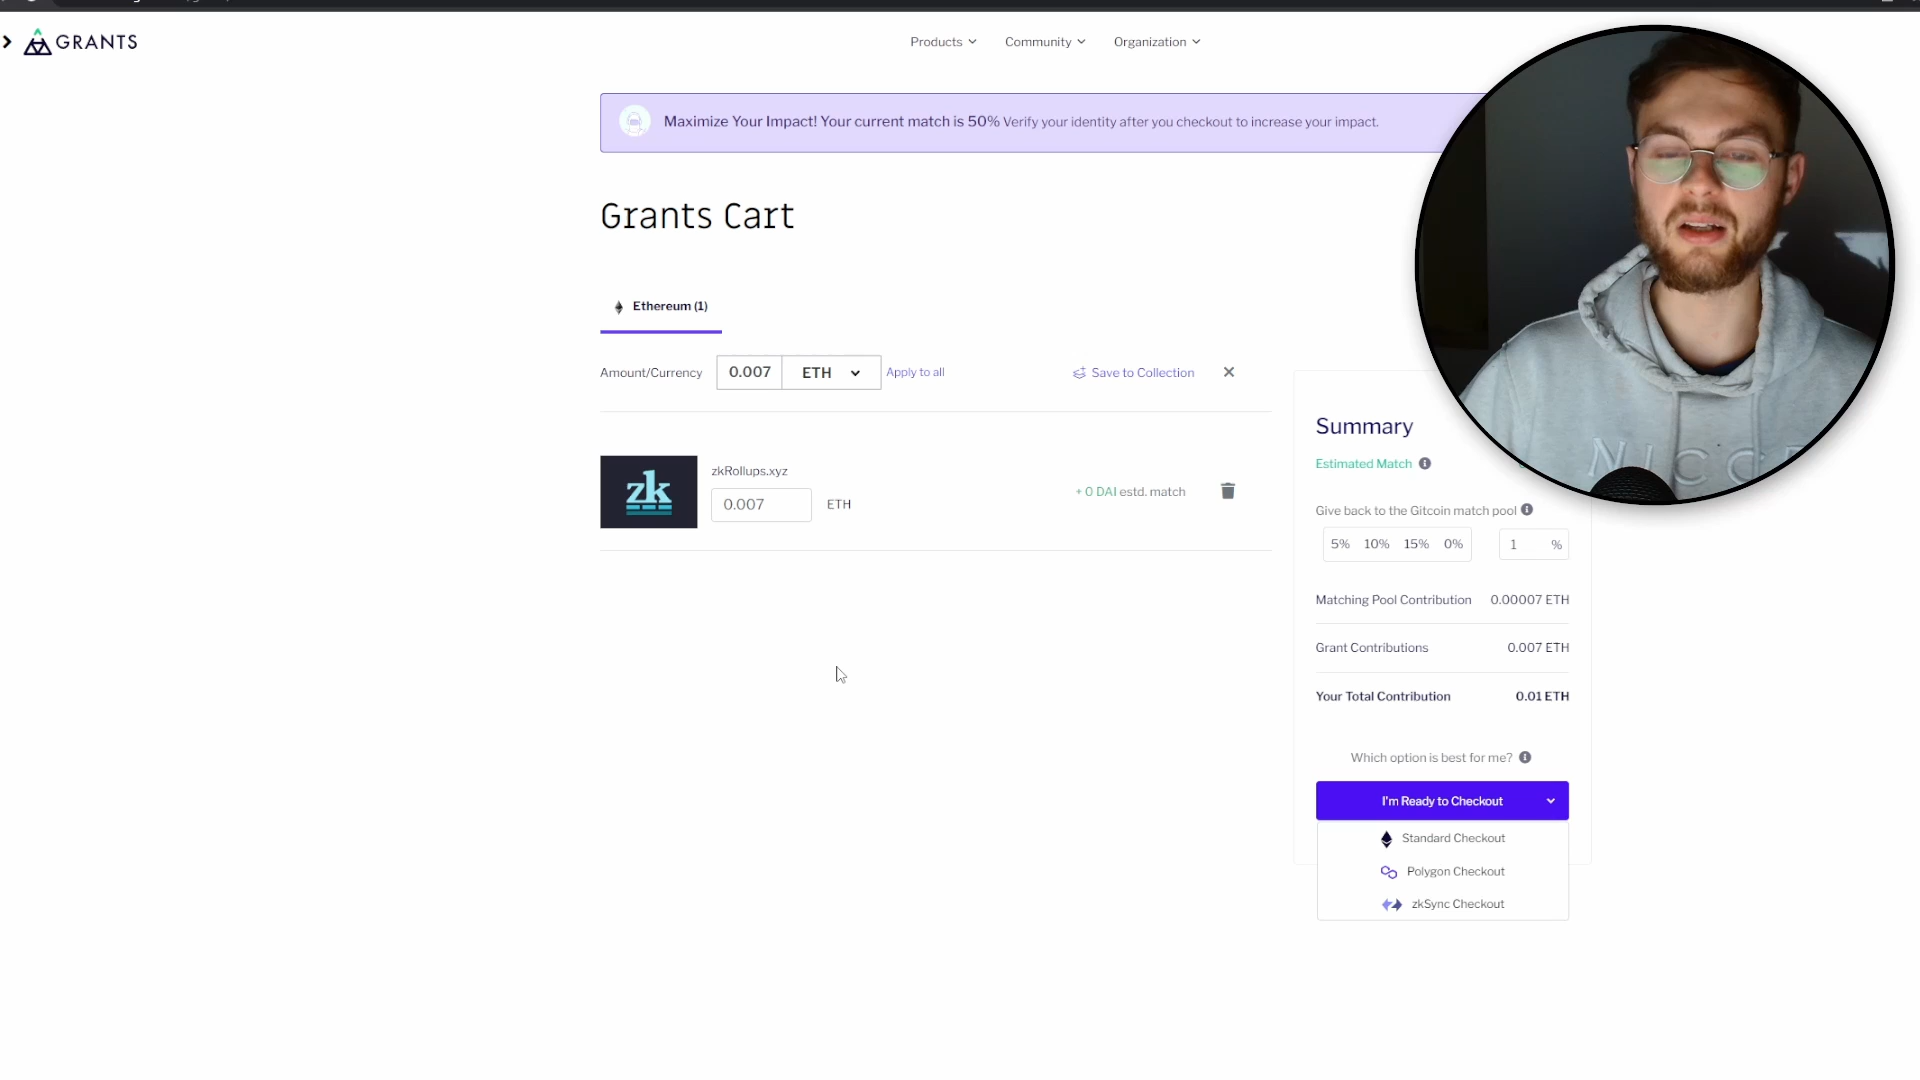 GRANTS
Products
Community
Organization
Maximize Your Impact! Your current match is 50% Verify your identity after you checkout to increase your impact.
Grants Cart
Ethereum (1)
Amount/Currency 0.007 ETH Apply to all Save to Collection
zk
zkRollups.xyz
0.007 ETH
+ 0 DAI estd. match
Summary
Estimated Match
Give back to the Gitcoin match pool
5% 10% 15% 0% 1 %
Matching Pool Contribution 0.00007 ETH
Grant Contributions 0.007 ETH
Your Total Contribution 0.01 ETH
Which option is best for me?
I'm Ready to Checkout
Standard Checkout
Polygon Checkout
zkSync Checkout